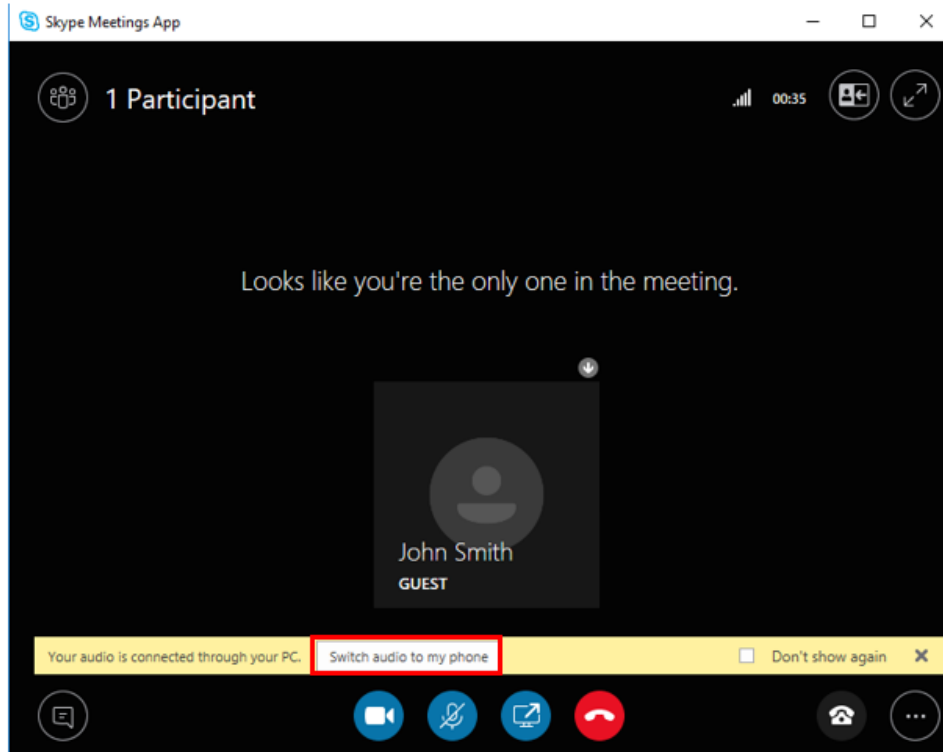 Skype Meetings App
1 Participant
00:35
Looks like you're the only one in the meeting.
John Smith
GUEST
Your audio is connected through your PC. Switch audio to my phone Don't show again